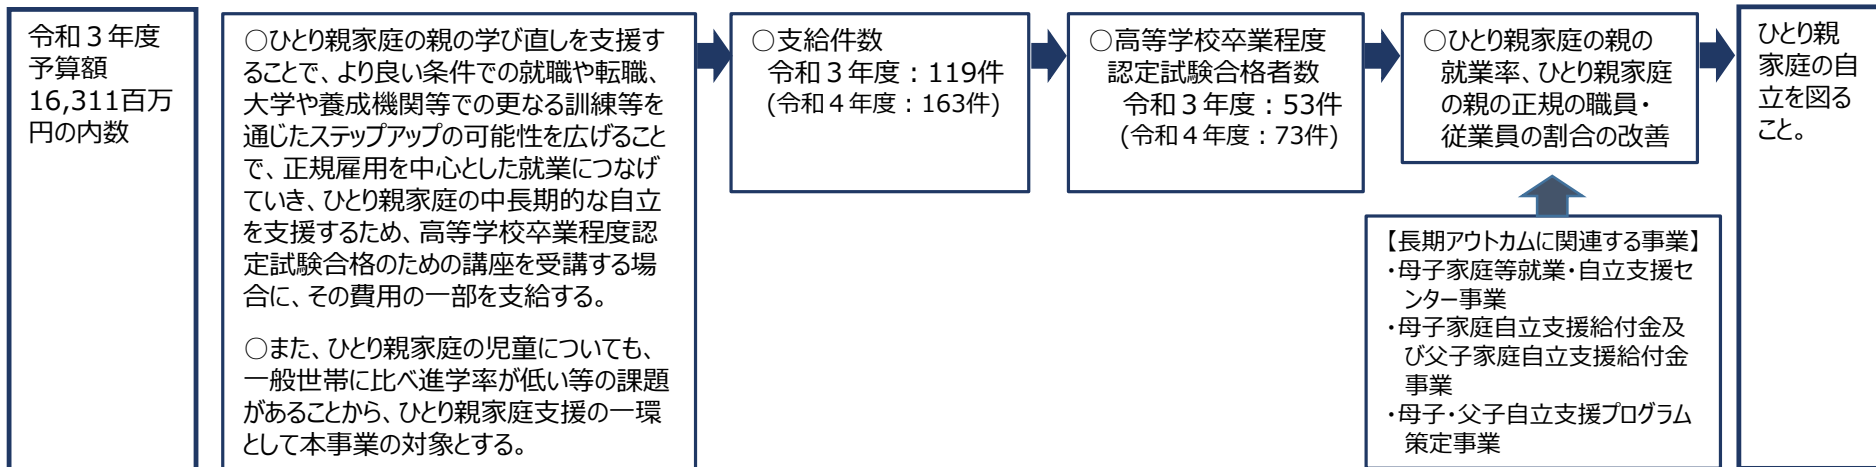 令和３年度
予算額
16,311百万
円の内数
○ひとり親家庭の親の学び直しを支援す
ることで、より良い条件での就職や転職、
大学や養成機関等での更なる訓練等を
通じたステップアップの可能性を広げること
で、正規雇用を中心とした就業につなげ
ていき、ひとり親家庭の中長期的な自立
を支援するため、高等学校卒業程度認
定試験合格のための講座を受講する場
合に、その費用の一部を支給する。
○また、ひとり親家庭の児童についても、
一般世帯に比べ進学率が低い等の課題
があることから、ひとり親家庭支援の一環
として本事業の対象とする。
○支給件数
令和３年度：119件
(令和４年度：163件)
○高等学校卒業程度
認定試験合格者数
令和３年度：53件
(令和４年度：73件)
○ひとり親家庭の親の
就業率、ひとり親家庭
の親の正規の職員・
従業員の割合の改善
【長期アウトカムに関連する事業】
・母子家庭等就業・自立支援セ
ンター事業
・母子家庭自立支援給付金及
び父子家庭自立支援給付金
事業
・母子・父子自立支援プログラム
策定事業
ひとり親
家庭の自
立を図る
こと。